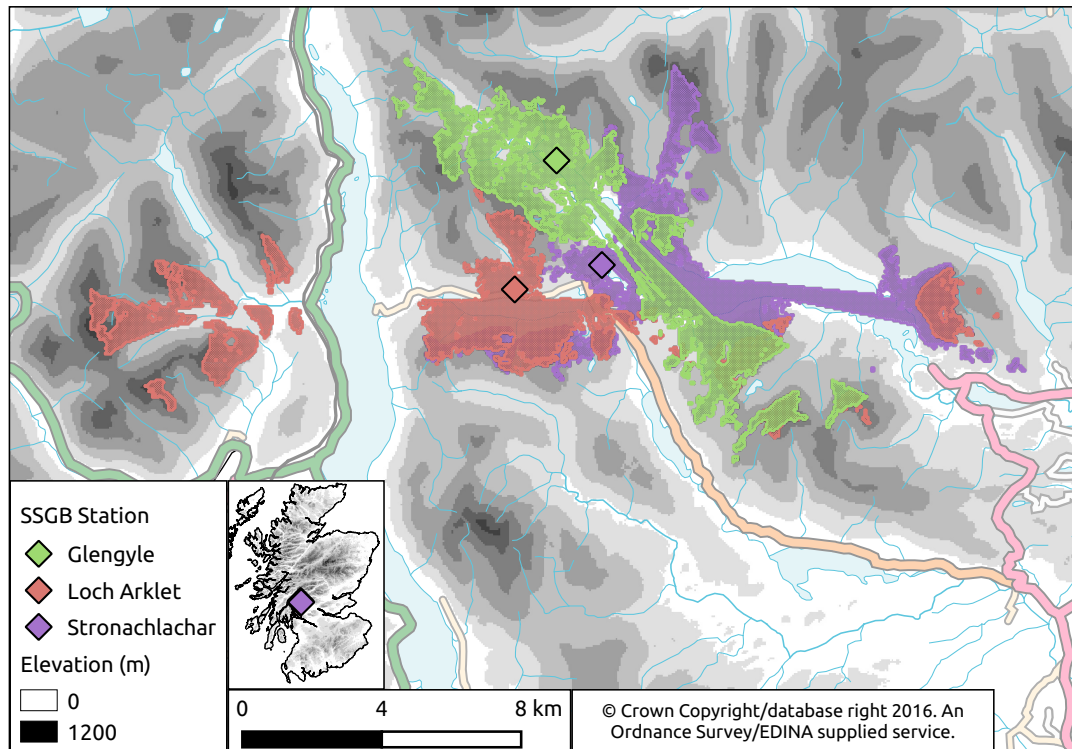 SSGB Station
Glengyle
Loch Arklet
Stronachlachar
Elevation (m)
0
1200
0 4 8 km
© Crown Copyright/database right 2016. An
Ordnance Survey/EDINA supplied service.